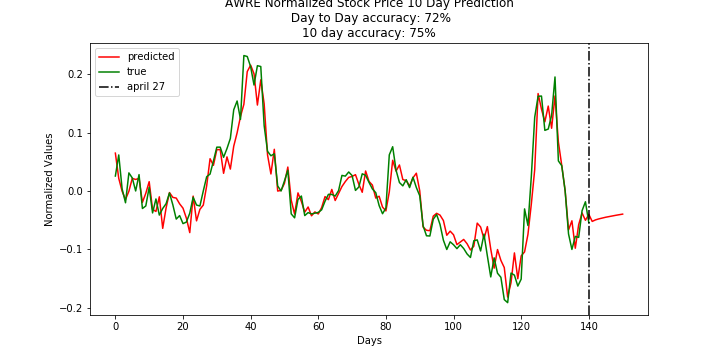 AWRE Normalized Stock Price 10 Day Prediction
Day to Day accuracy: 72%
10 day accuracy: 75%
predicted
true
april 27
Normalized Values
0.2
0.1
0.0
−0.1
−0.2
0
20
40
60
80
100
120
140
Days